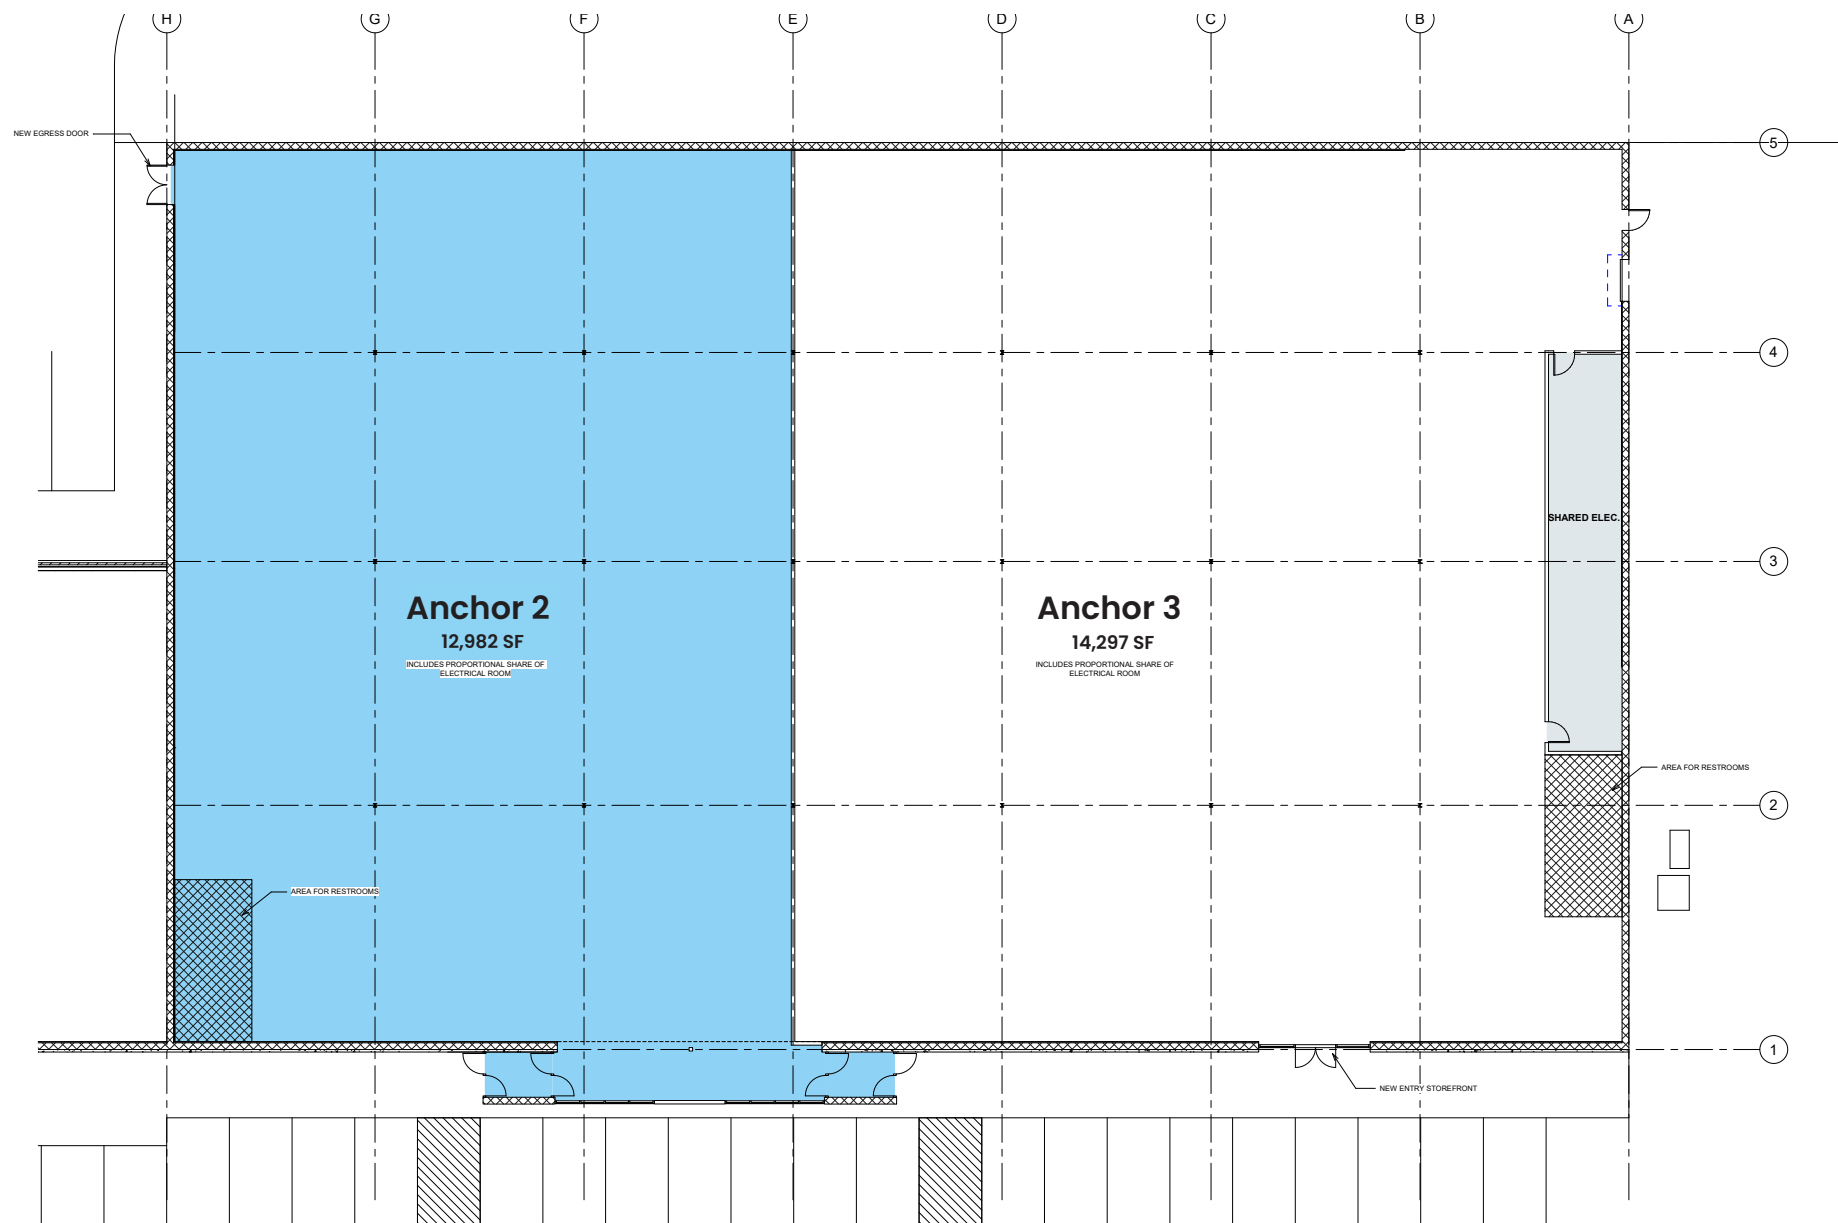 H G F E D C B A
NEW EGRESS DOOR
5
4
SHARED ELEC.
3
Anchor 2
12,982 SF
INCLUDES PROPORTIONAL SHARE OF
ELECTRICAL ROOM
Anchor 3
14,297 SF
INCLUDES PROPORTIONAL SHARE OF
ELECTRICAL ROOM
AREA FOR RESTROOMS
2
AREA FOR RESTROOMS
1
NEW ENTRY STOREFRONT